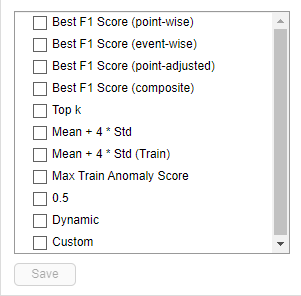 Best F1 Score (point-wise)
Best F1 Score (event-wise)
Best F1 Score (point-adjusted)
Best F1 Score (composite)
Top k
Mean + 4 * Std
Mean + 4 * Std (Train)
Max Train Anomaly Score
0.5
Dynamic
Custom
Save